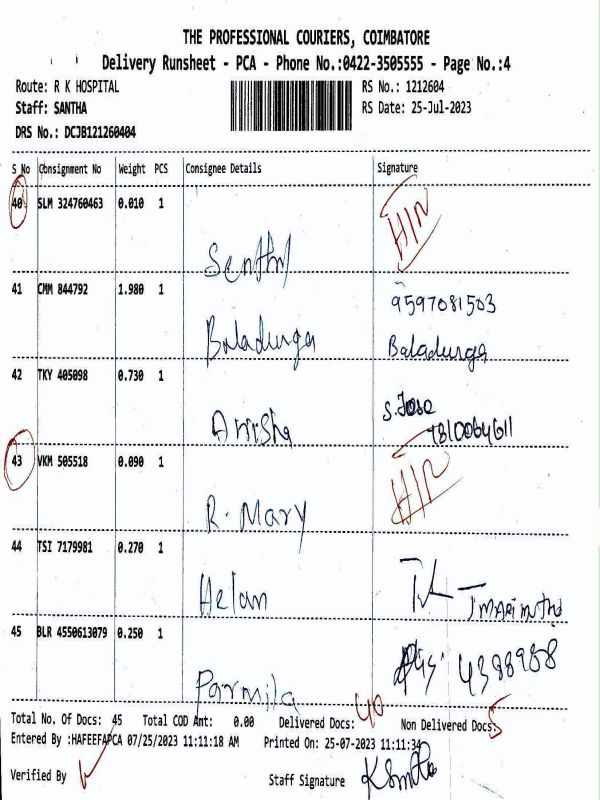 THE PROFESSIONAL COURIERS, COIMBATORE
Delivery Runsheet - PCA - Phone No.:0422-3505555 - Page No.:4
Route: R K HOSPITAL
RS No.: 1212604
Staff: SANTHA
RS Date: 25-Jul-2023
DRS No.: DCJB121260404
S No Consignment No Weight PCS Consignee Details Signature
40 SLM 324760463 0.010 1
H/N
Senthil
41 CMM 844792 1.980 1
9597081503
Baladurga Baladurga
42 TKY 405098 0.730 1
S. Jose
Anisha
43 VKM 505518 0.090 1
H/N
R. Mary
44 TSI 7179981 0.270 1
Helan
45 BLR 4550613079 0.250 1
4388958
Parmila
Total No. Of Docs: 45 Total COD Amt: 0.00 Delivered Docs: 40 Non Delivered Docs: 5
Entered By :HAFEEFAPCA 07/25/2023 11:11:18 AM Printed On: 25-07-2023 11:11:34
Verified By Staff Signature